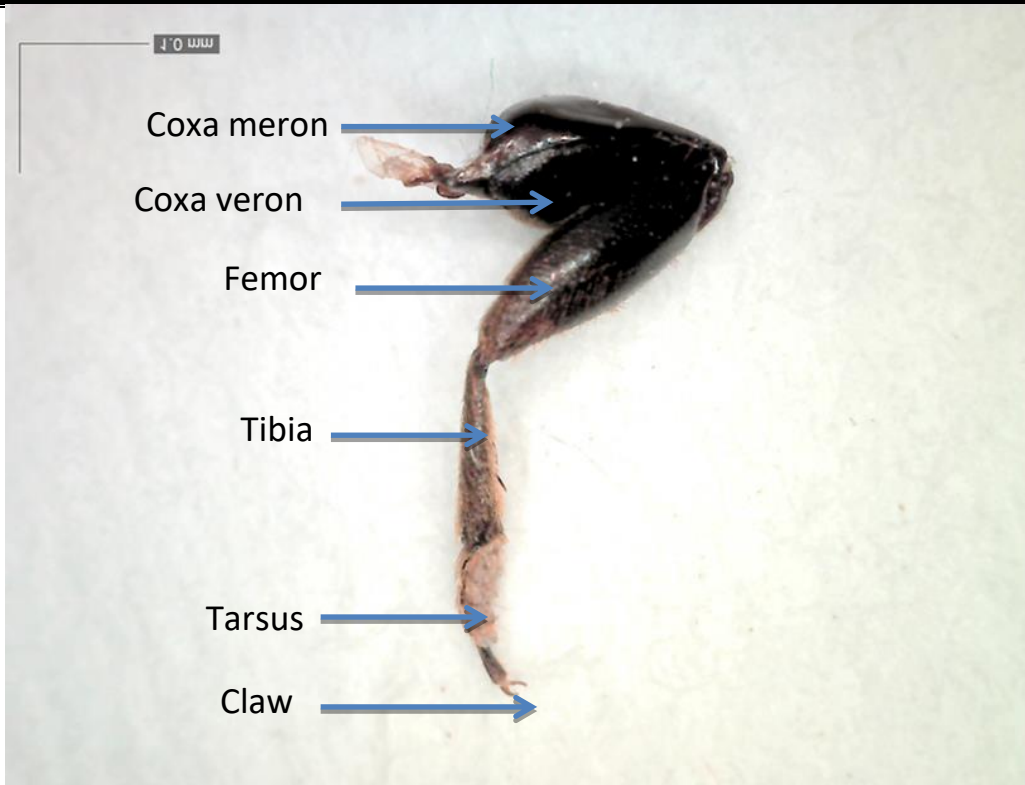 1.0 mm
Coxa meron
Coxa veron
Femor
Tibia
Tarsus
Claw